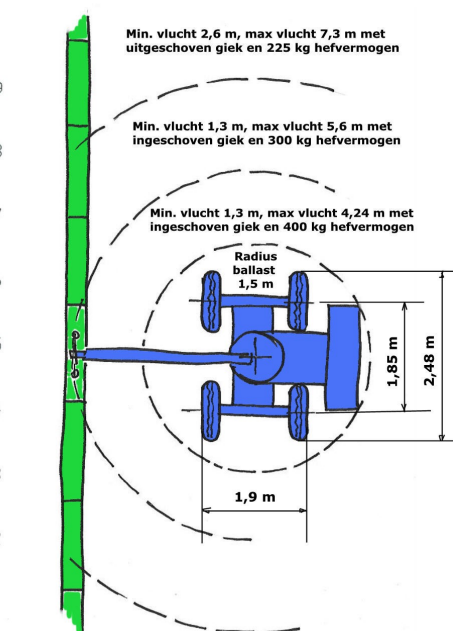 Min. vlucht 2,6 m, max vlucht 7,3 m met
uitgeschoven giek en 225 kg hefvermogen
Min. vlucht 1,3 m, max vlucht 5,6 m met
ingeschoven giek en 300 kg hefvermogen
Min. vlucht 1,3 m, max vlucht 4,24 m met
ingeschoven giek en 400 kg hefvermogen
Radius
ballast
1,5 m
1,85 m
2,48 m
1,9 m